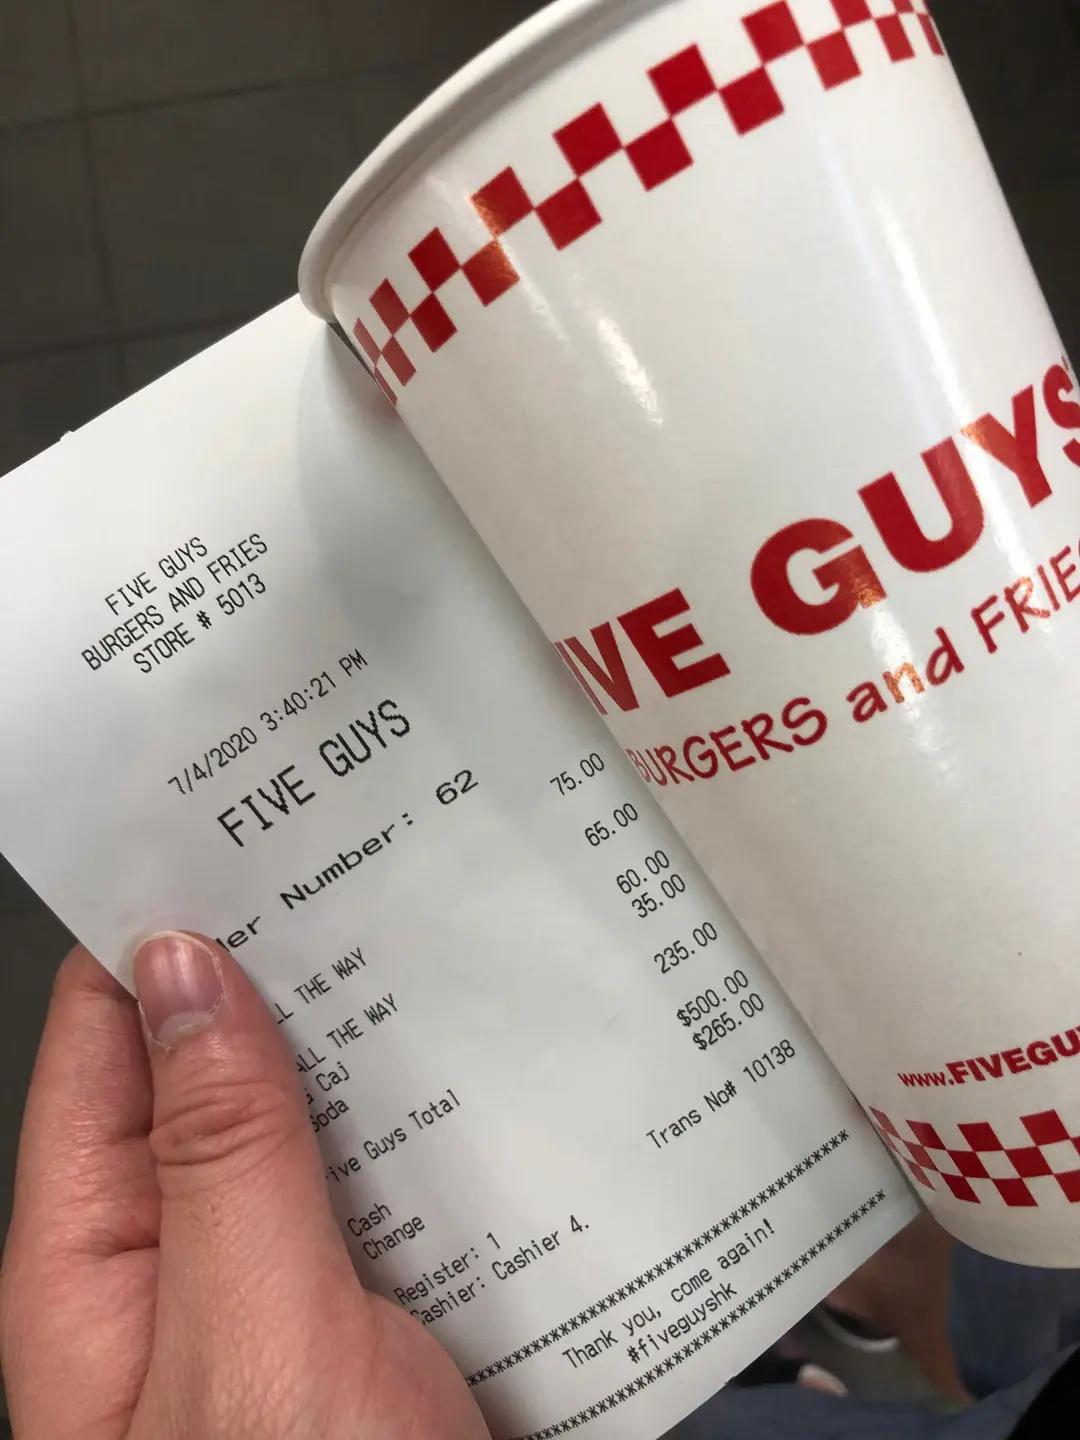 FIVE GUYS
BURGERS AND FRIES
STORE # 5013
7/4/2020 3:40:21 PM
FIVE GUYS
der Number: 62
75.00
LL THE WAY
65.00
ALL THE WAY
60.00
Caj
35.00
Soda
235.00
ive Guys Total
$500.00
Cash
$265.00
Change
Trans No# 10138
Register: 1
Cashier: Cashier 4.
Thank you, come again!
#fiveguyshk
IVE GUYS'
BURGERS and FRIE
www.FIVEGU